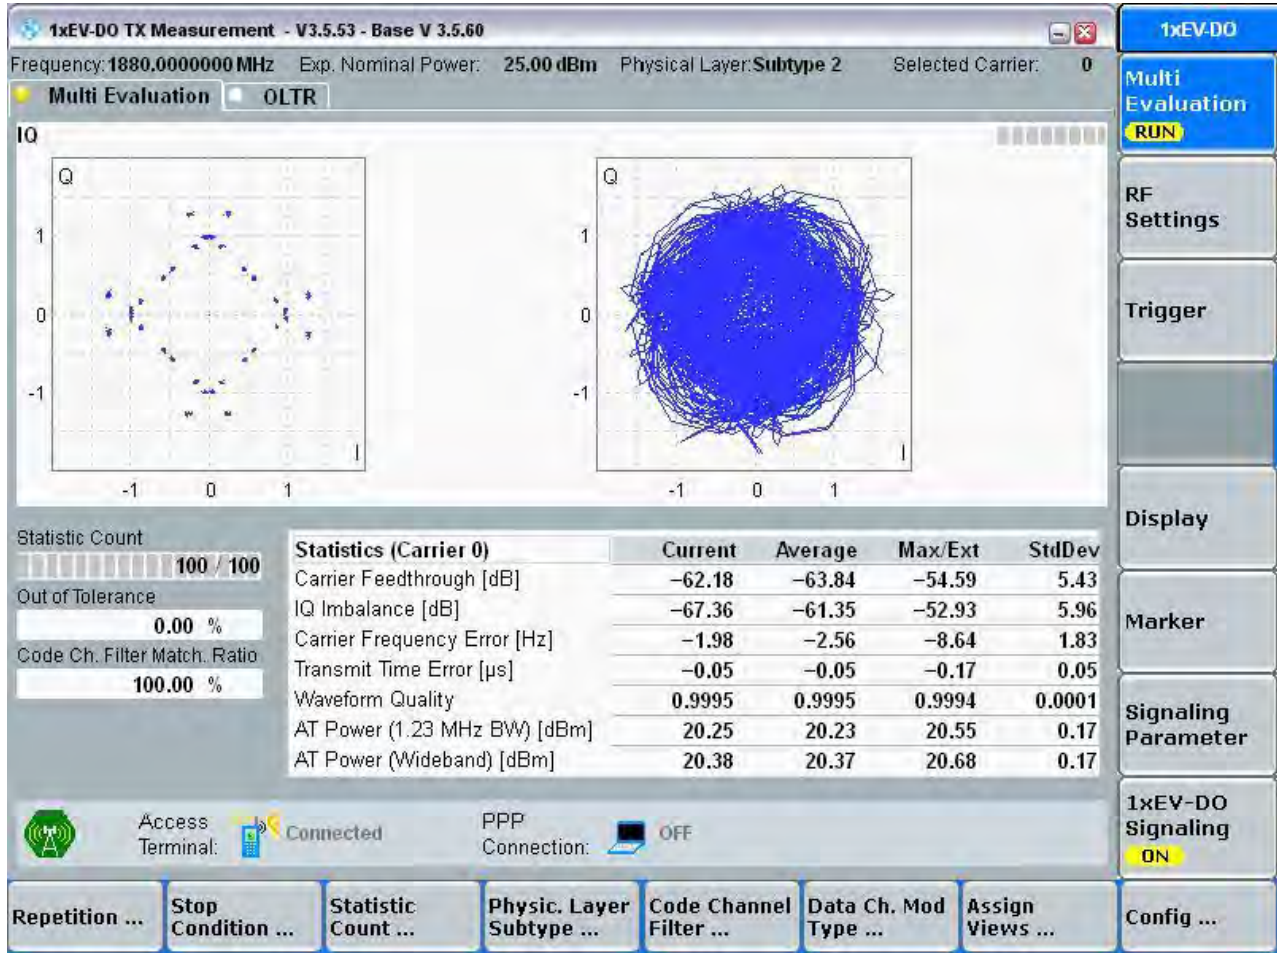 1xEV-DO TX Measurement - V3.5.53 - Base V 3.5.60
1xEV-DO
Frequency: 1880.0000000 MHz Exp. Nominal Power: 25.00 dBm Physical Layer: Subtype 2 Selected Carrier: 0
Multi Evaluation OLTR
Multi
Evaluation
RUN
IQ
Q
1
0
-1
I
-1 0 1
Q
1
0
-1
I
-1 0 1
RF
Settings
Trigger
Display
Marker
Signaling
Parameter
1xEV-DO
Signaling
ON
Statistic Count
100 / 100
Out of Tolerance
0.00 %
Code Ch. Filter Match. Ratio
100.00 %
Statistics (Carrier 0) Current Average Max/Ext StdDev
Carrier Feedthrough [dB] −62.18 −63.84 −54.59 5.43
IQ Imbalance [dB] −67.36 −61.35 −52.93 5.96
Carrier Frequency Error [Hz] −1.98 −2.56 −8.64 1.83
Transmit Time Error [µs] −0.05 −0.05 −0.17 0.05
Waveform Quality 0.9995 0.9995 0.9994 0.0001
AT Power (1.23 MHz BW) [dBm] 20.25 20.23 20.55 0.17
AT Power (Wideband) [dBm] 20.38 20.37 20.68 0.17
Access
Terminal:
Connected
PPP
Connection:
OFF
Repetition ...
Stop
Condition ...
Statistic
Count ...
Physic. Layer
Subtype ...
Code Channel
Filter ...
Data Ch. Mod
Type ...
Assign
Views ...
Config ...